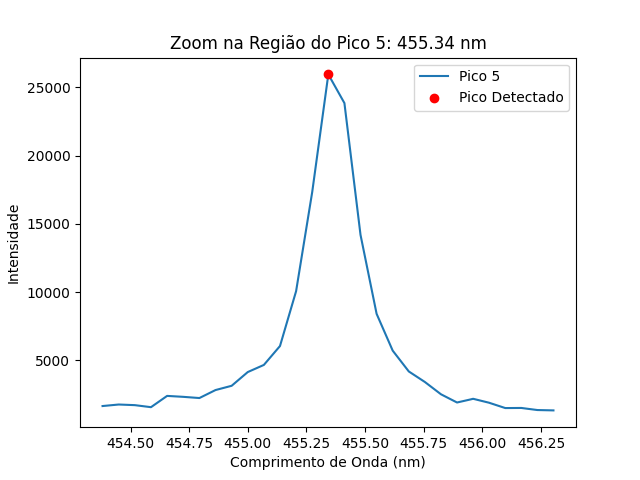 Zoom na Região do Pico 5: 455.34 nm
Pico 5
Pico Detectado
Intensidade
25000
20000
15000
10000
5000
454.50 454.75 455.00 455.25 455.50 455.75 456.00 456.25
Comprimento de Onda (nm)